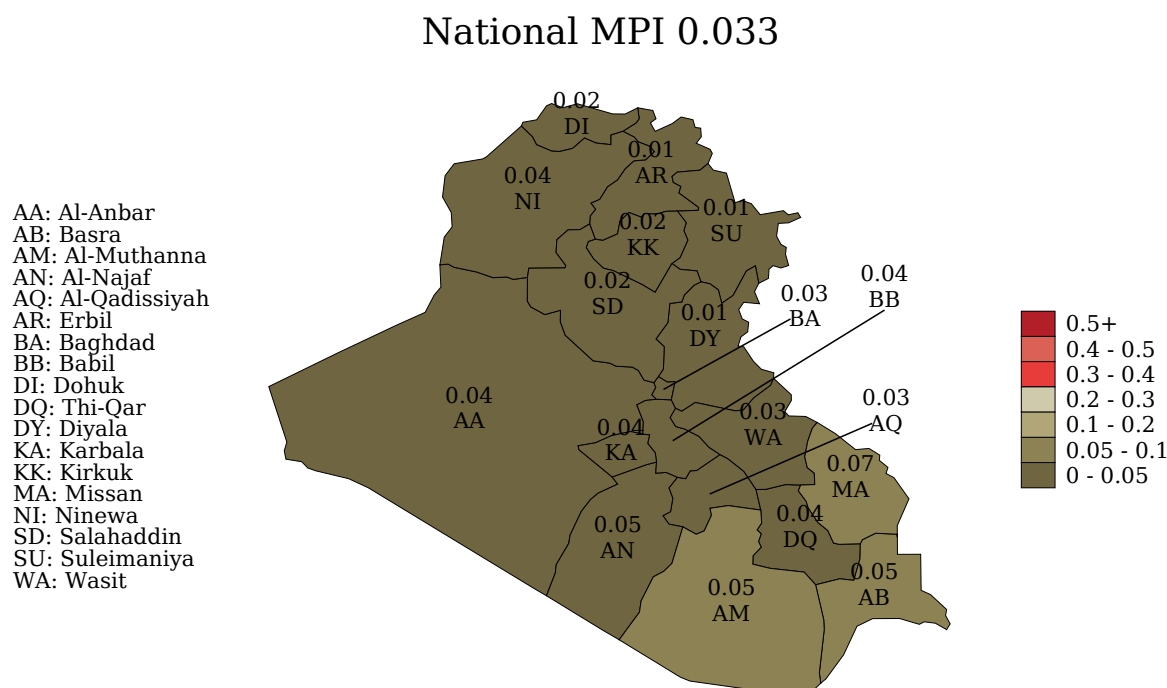 National MPI 0.033
0.02
DI
0.01
AR
0.04
NI
0.01
SU
0.02
KK
0.02
SD
0.01
DY
0.03
BA
0.04
BB
0.04
AA
0.04
KA
0.03
WA
0.03
AQ
0.07
MA
0.05
AN
0.04
DQ
0.05
AM
0.05
AB
AA: Al-Anbar
AB: Basra
AM: Al-Muthanna
AN: Al-Najaf
AQ: Al-Qadissiyah
AR: Erbil
BA: Baghdad
BB: Babil
DI: Dohuk
DQ: Thi-Qar
DY: Diyala
KA: Karbala
KK: Kirkuk
MA: Missan
NI: Ninewa
SD: Salahaddin
SU: Suleimaniya
WA: Wasit
0.5+
0.4 - 0.5
0.3 - 0.4
0.2 - 0.3
0.1 - 0.2
0.05 - 0.1
0 - 0.05